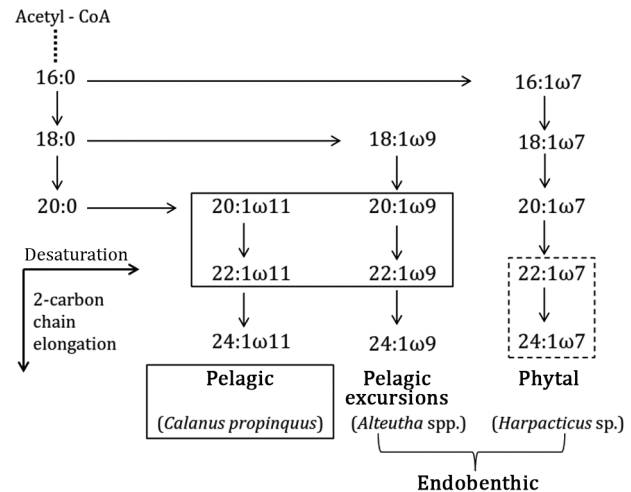 Acetyl - CoA
16:0 16:1ω7
18:0 18:1ω9 18:1ω7
20:0 20:1ω11 20:1ω9 20:1ω7
Desaturation
22:1ω11 22:1ω9 22:1ω7
2-carbon
chain
elongation
24:1ω11 24:1ω9 24:1ω7
Pelagic Pelagic Phytal
excursions
(Calanus propinquus) (Alteutha spp.) (Harpacticus sp.)
Endobenthic